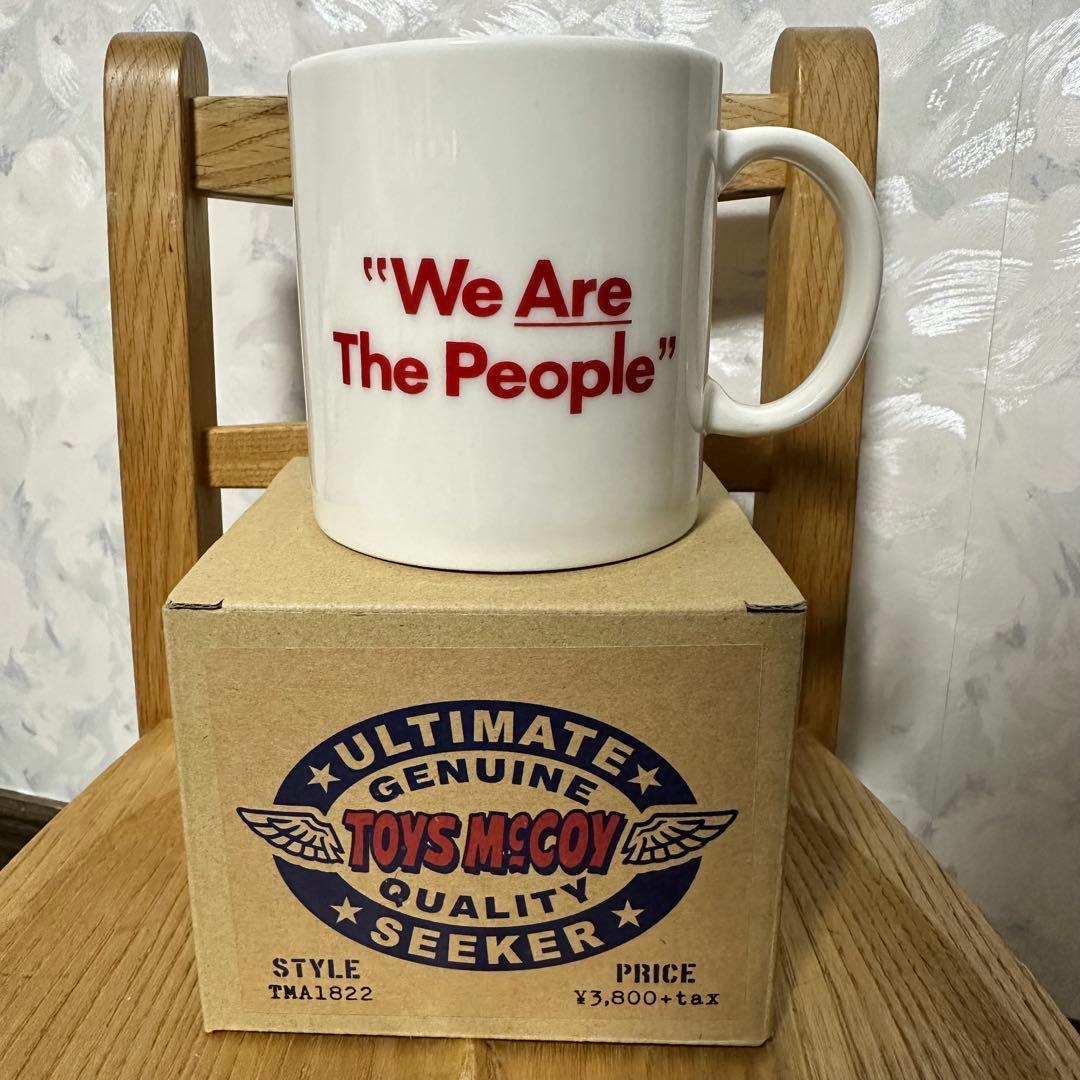 "We Are
The People"
ULTIMATE
GENUINE
TOYS McCOY
QUALITY
SEEKER
STYLE
TMA1822
PRICE
¥3,800+tax